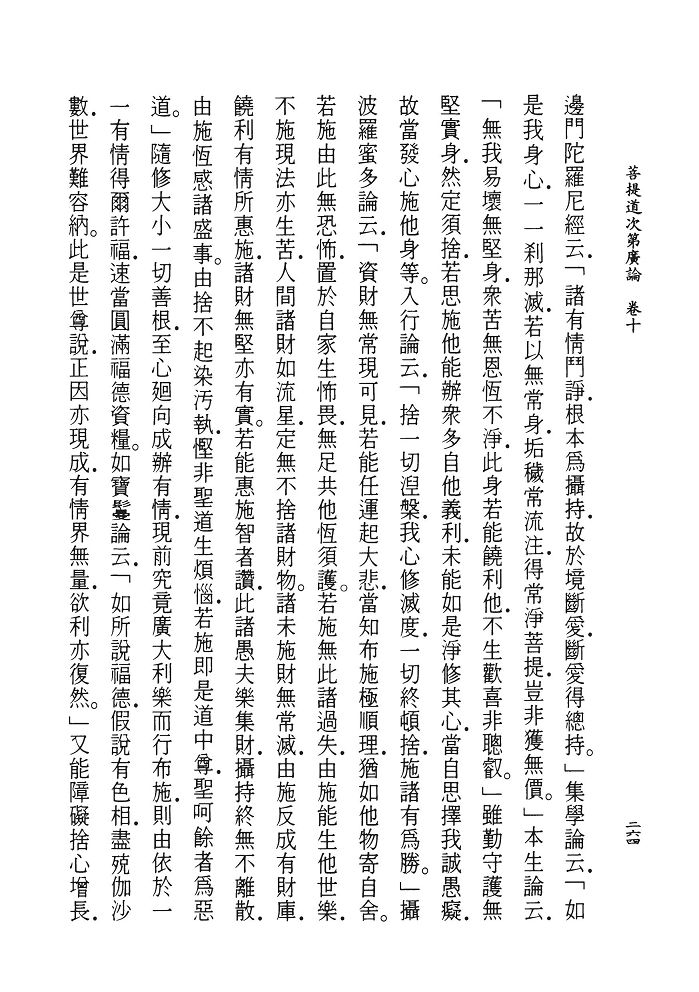 菩提道次第廣論　卷十
二六四
邊門陀羅尼經云.「諸有情鬥諍.根本爲攝持.故於境斷愛.斷愛得總持。」集學論云.「如
是我身心.一一剎那滅.若以無常身.垢穢常流注.得常淨菩提.豈非獲無價。」本生論云.
「無我易壞無堅身.衆苦無恩恆不淨.此身若能饒利他.不生歡喜非聰叡。」雖勤守護無
堅實身.然定須捨.若思施他能辦衆多自他義利.未能如是淨修其心.當自思擇我誠愚癡.
故當發心施他身等。入行論云.「捨一切涅槃.我心修滅度.一切終頓捨.施諸有爲勝。」攝
波羅蜜多論云.「資財無常現可見.若能任運起大悲.當知布施極順理.猶如他物寄自舍。
若施由此無恐怖.置於自家生怖畏.無足共他恆須護。若施無此諸過失.由施能生他世樂.
不施現法亦生苦.人間諸財如流星.定無不捨諸財物。諸未施財無常滅.由施反成有財庫.
饒利有情所惠施.諸財無堅亦有實。若能惠施智者讚.此諸愚夫樂集財.攝持終無不離散.
由施恆感諸盛事。由捨不起染汚執.慳非聖道生煩惱.若施即是道中尊.聖呵餘者爲惡
道。」隨修大小一切善根.至心廻向成辦有情.現前究竟廣大利樂而行布施.則由依於一
一有情得爾許福.速當圓滿福德資糧。如寶鬘論云.「如所說福德.假說有色相.盡殑伽沙
數.世界難容納。此是世尊說.正因亦現成.有情界無量.欲利亦復然。」又能障礙捨心增長.